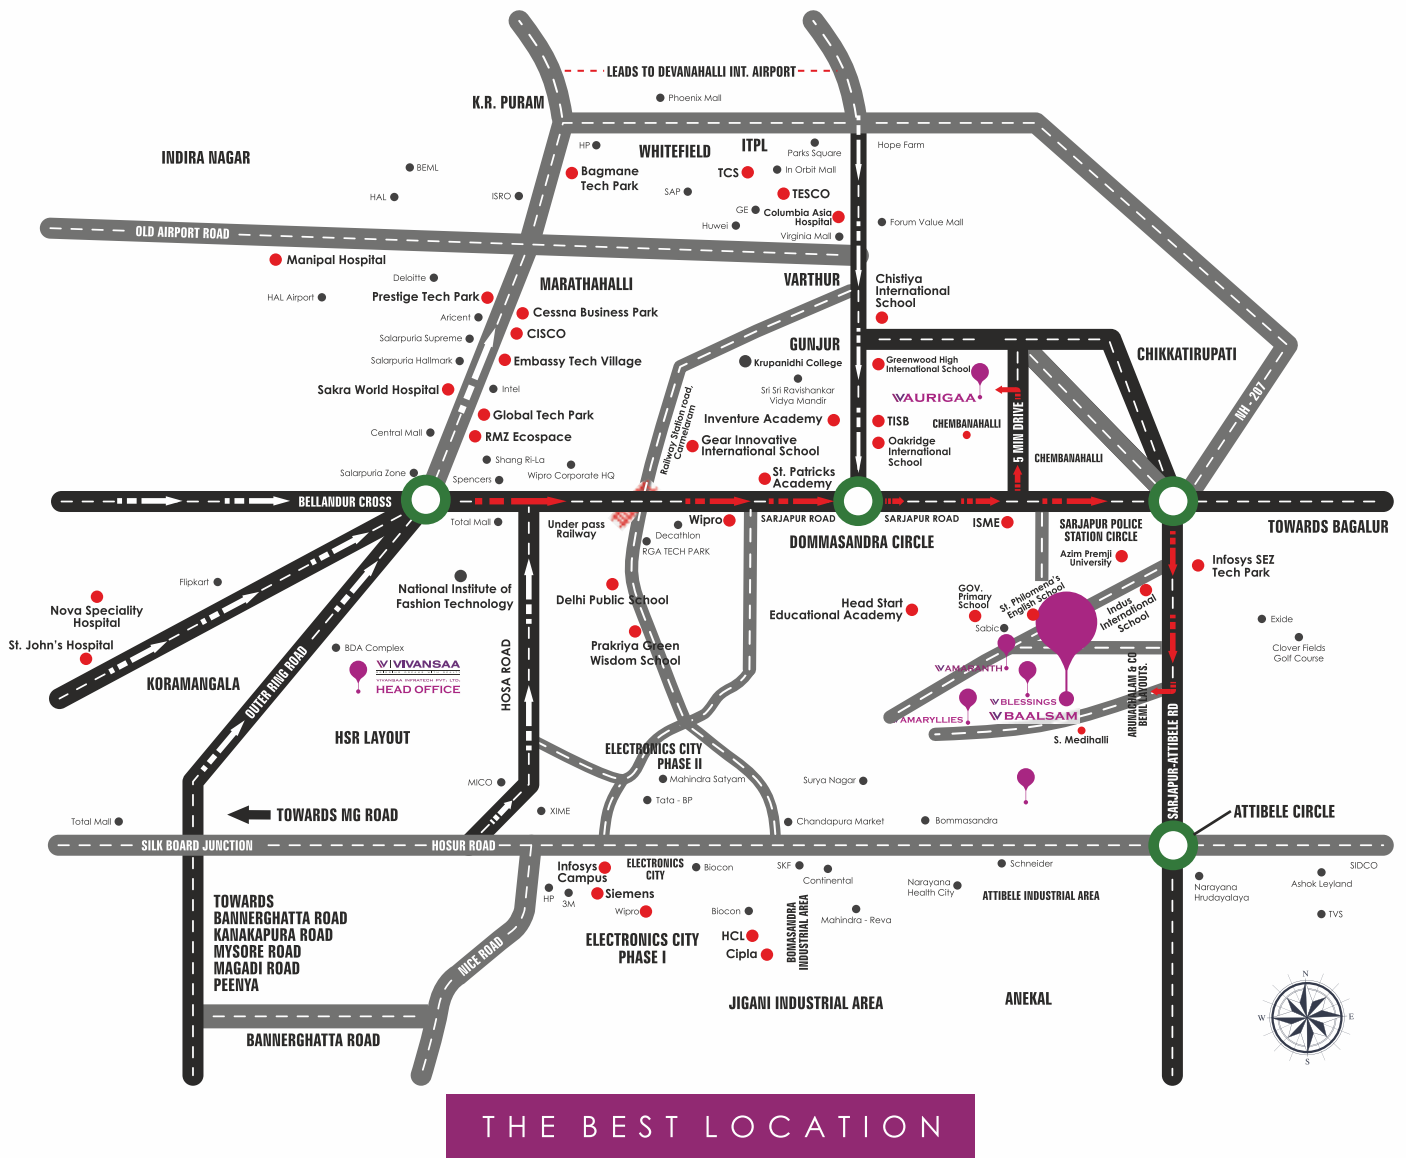 LEADS TO DEVANAHALLI INT. AIRPORT
K.R. PURAM
Phoenix Mall
INDIRA NAGAR
BEML
HAL
ISRO
HP
WHITEFIELD
ITPL
Parks Square
Hope Farm
Bagmane
Tech Park
TCS
In Orbit Mall
SAP
TESCO
GE
Columbia Asia
Hospital
Huwei
Virginia Mall
Forum Value Mall
OLD AIRPORT ROAD
Manipal Hospital
Deloitte
MARATHAHALLI
VARTHUR
Chistiya
International
School
HAL Airport
Prestige Tech Park
Aricent
Cessna Business Park
CISCO
Salarpuria Supreme
Salarpuria Hallmark
Embassy Tech Village
GUNJUR
Krupanidhi College
Greenwood High
International School
CHIKKATIRUPATI
Sakra World Hospital
Intel
Sri Sri Ravishankar
Vidya Mandir
VAURIGAA
NH - 207
Global Tech Park
Railway Station road,
Carmelaram
Inventure Academy
TISB
CHEMBANAHALLI
5 MIN DRIVE
Central Mall
RMZ Ecospace
Gear Innovative
International School
Oakridge
International
School
CHEMBANAHALLI
Shang Ri-La
Wipro Corporate HQ
Salarpuria Zone
Spencers
St. Patricks
Academy
BELLANDUR CROSS
Total Mall
Under pass
Railway
Wipro
SARJAPUR ROAD
SARJAPUR ROAD
ISME
SARJAPUR POLICE
STATION CIRCLE
TOWARDS BAGALUR
Decathlon
RGA TECH PARK
DOMMASANDRA CIRCLE
Azim Premji
University
Infosys SEZ
Tech Park
Flipkart
National Institute of
Fashion Technology
Delhi Public School
Head Start
Educational Academy
GOV.
Primary
School
St. Philomena's
English School
Indus
International
School
Sabic
Nova Speciality
Hospital
St. John's Hospital
Exide
Clover Fields
Golf Course
KORAMANGALA
OUTER RING ROAD
BDA Complex
VIVANSAA
VIVANSAA INFRATECH PVT. LTD.
HEAD OFFICE
HOSA ROAD
Prakriya Green
Wisdom School
AMARANTH
BLESSINGS
AMARYLLIES
BAALSAM
ARUNACHALAM & CO
BEML LAYOUTS.
S. Medihalli
SARJAPUR-ATTIBELE RD
HSR LAYOUT
ELECTRONICS CITY
PHASE II
MICO
Mahindra Satyam
Tata - BP
Surya Nagar
XIME
TOWARDS MG ROAD
Total Mall
Chandapura Market
Bommasandra
ATTIBELE CIRCLE
SILK BOARD JUNCTION
HOSUR ROAD
Infosys
Campus
ELECTRONICS
CITY
Biocon
SKF
Continental
Schneider
SIDCO
HP
3M
Siemens
Wipro
Biocon
Narayana
Health City
ATTIBELE INDUSTRIAL AREA
Narayana
Hrudayalaya
Ashok Leyland
TVS
BOMASANDRA
INDUSTRIAL AREA
Mahindra - Reva
TOWARDS
BANNERGHATTA ROAD
KANAKAPURA ROAD
MYSORE ROAD
MAGADI ROAD
PEENYA
NICE ROAD
ELECTRONICS CITY
PHASE I
HCL
Cipla
JIGANI INDUSTRIAL AREA
ANEKAL
BANNERGHATTA ROAD
N
W
E
S
THE BEST LOCATION